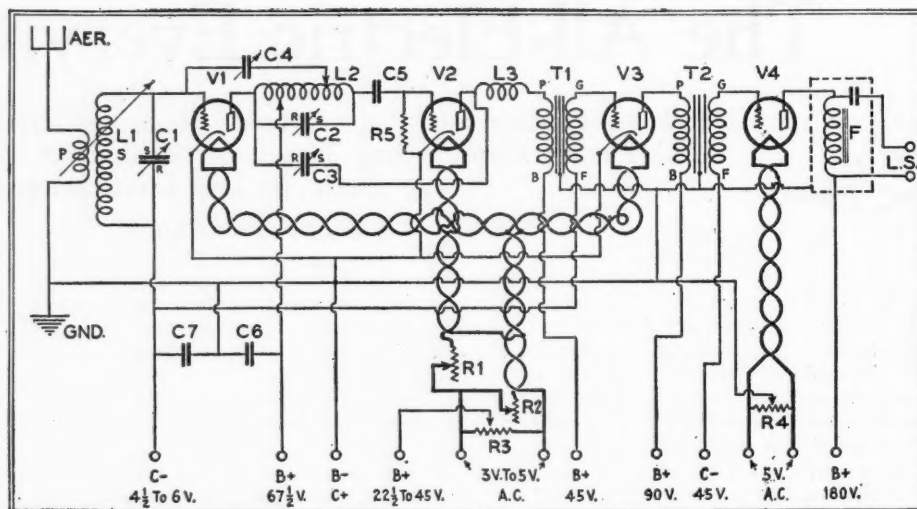 AER.
V1
C4
L2
C5
V2
L3
T1
V3
T2
V4
P
G
P
G
L1
C1
P
S
S
R
R
S
C2
R
S
C3
R5
F
L.S.
B
F
B
F
GND.
C7
C6
R1
R2
R3
R4
C-
4½ To 6 V.
B+
67½ V.
B-
C+
B+
22½ To 45 V.
3V. To 5 V.
A.C.
B+
45 V.
B+
90 V.
C-
45 V.
5 V.
A.C.
B+
180 V.